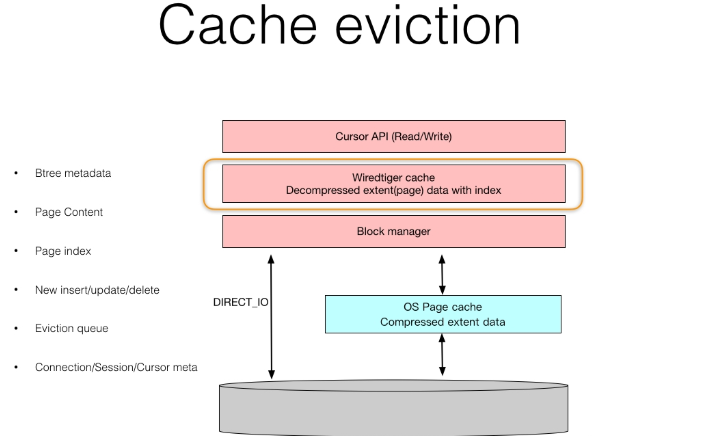 Cache eviction
Btree metadata
Page Content
Page index
New insert/update/delete
Eviction queue
Connection/Session/Cursor meta
Cursor API (Read/Write)
Wiredtiger cache
Decompressed extent(page) data with index
Block manager
DIRECT_IO
OS Page cache
Compressed extent data